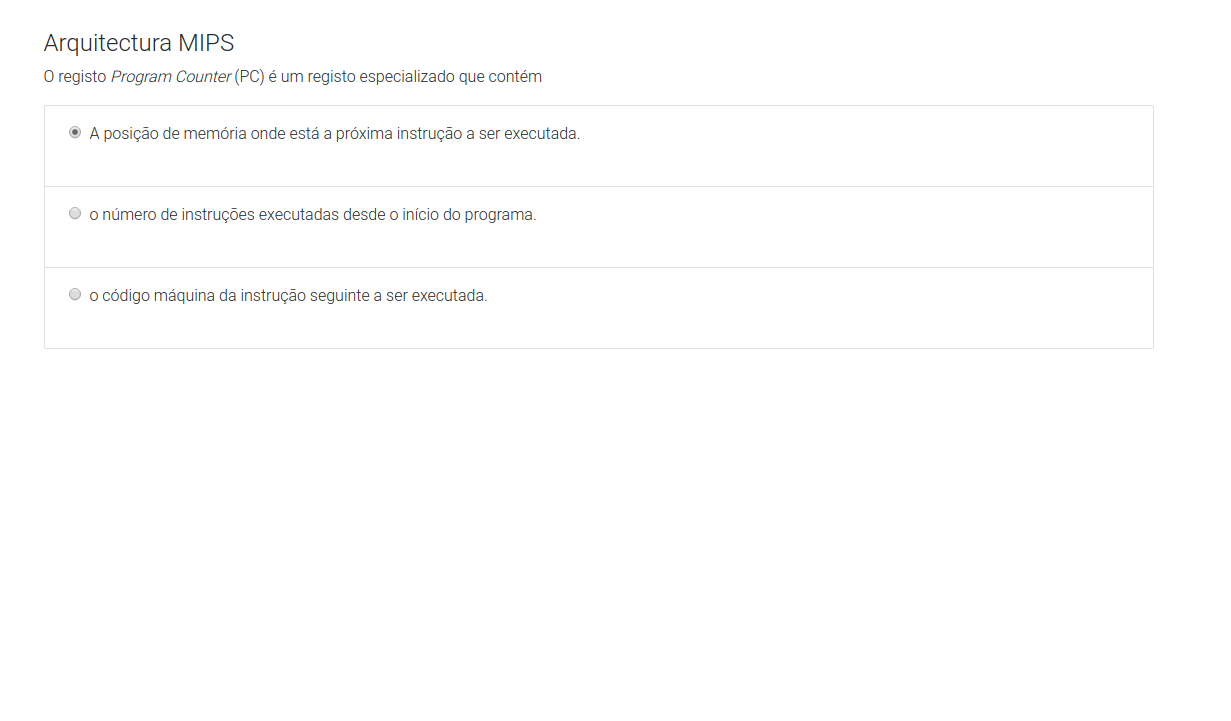 Arquitectura MIPS
O registo Program Counter (PC) é um registo especializado que contém
A posição de memória onde está a próxima instrução a ser executada.
o número de instruções executadas desde o início do programa.
o código máquina da instrução seguinte a ser executada.